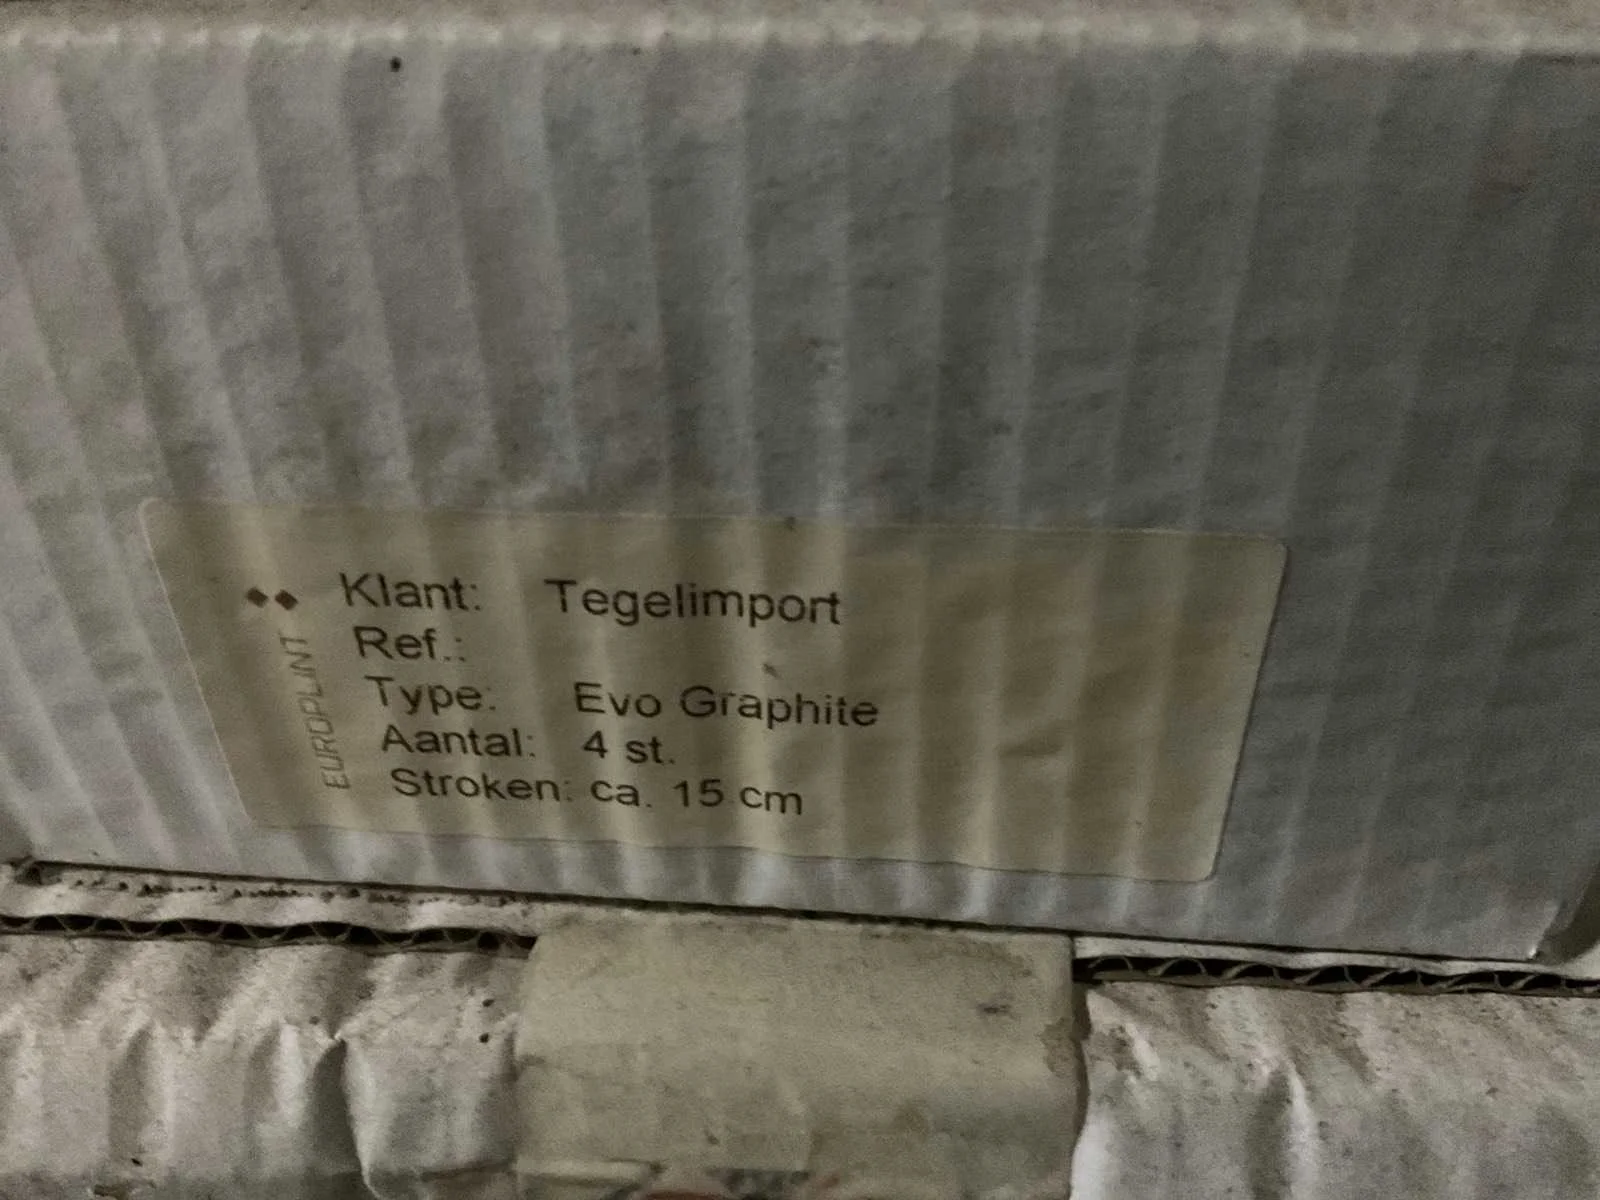 Klant: Tegelimport
Ref.:
Type: Evo Graphite
Aantal: 4 st.
Stroken: ca. 15 cm
EUROPLINT